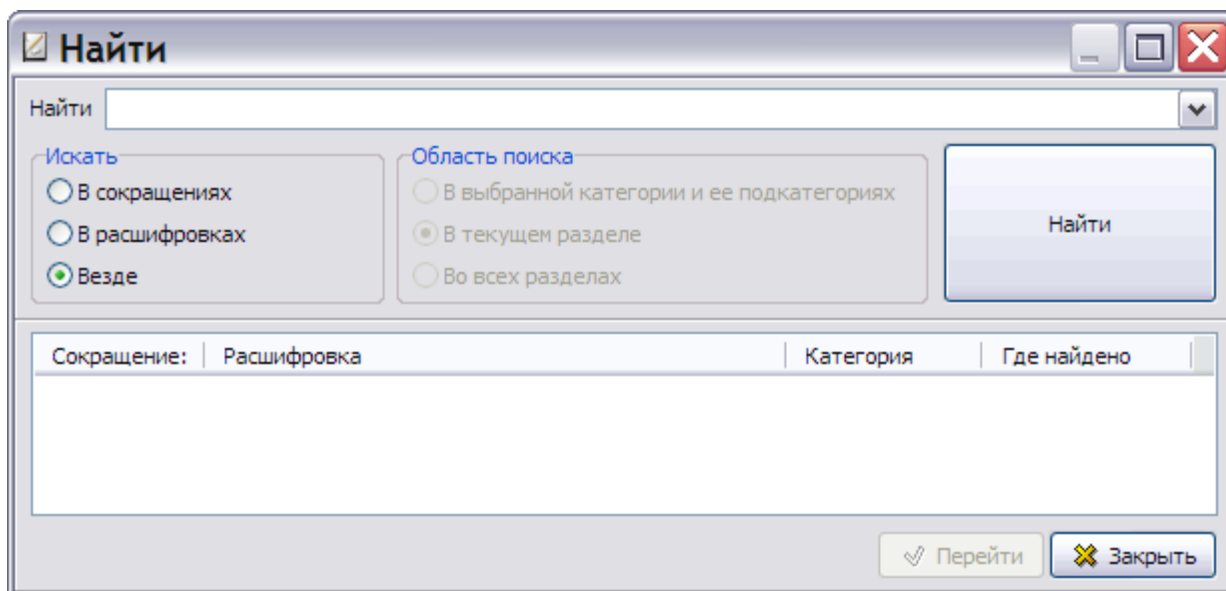 Найти
Найти
Искать
Область поиска
В сокращениях
В выбранной категории и ее подкатегориях
В расшифровках
В текущем разделе
Найти
Везде
Во всех разделах
Сокращение: Расшифровка Категория Где найдено
Перейти Закрыть